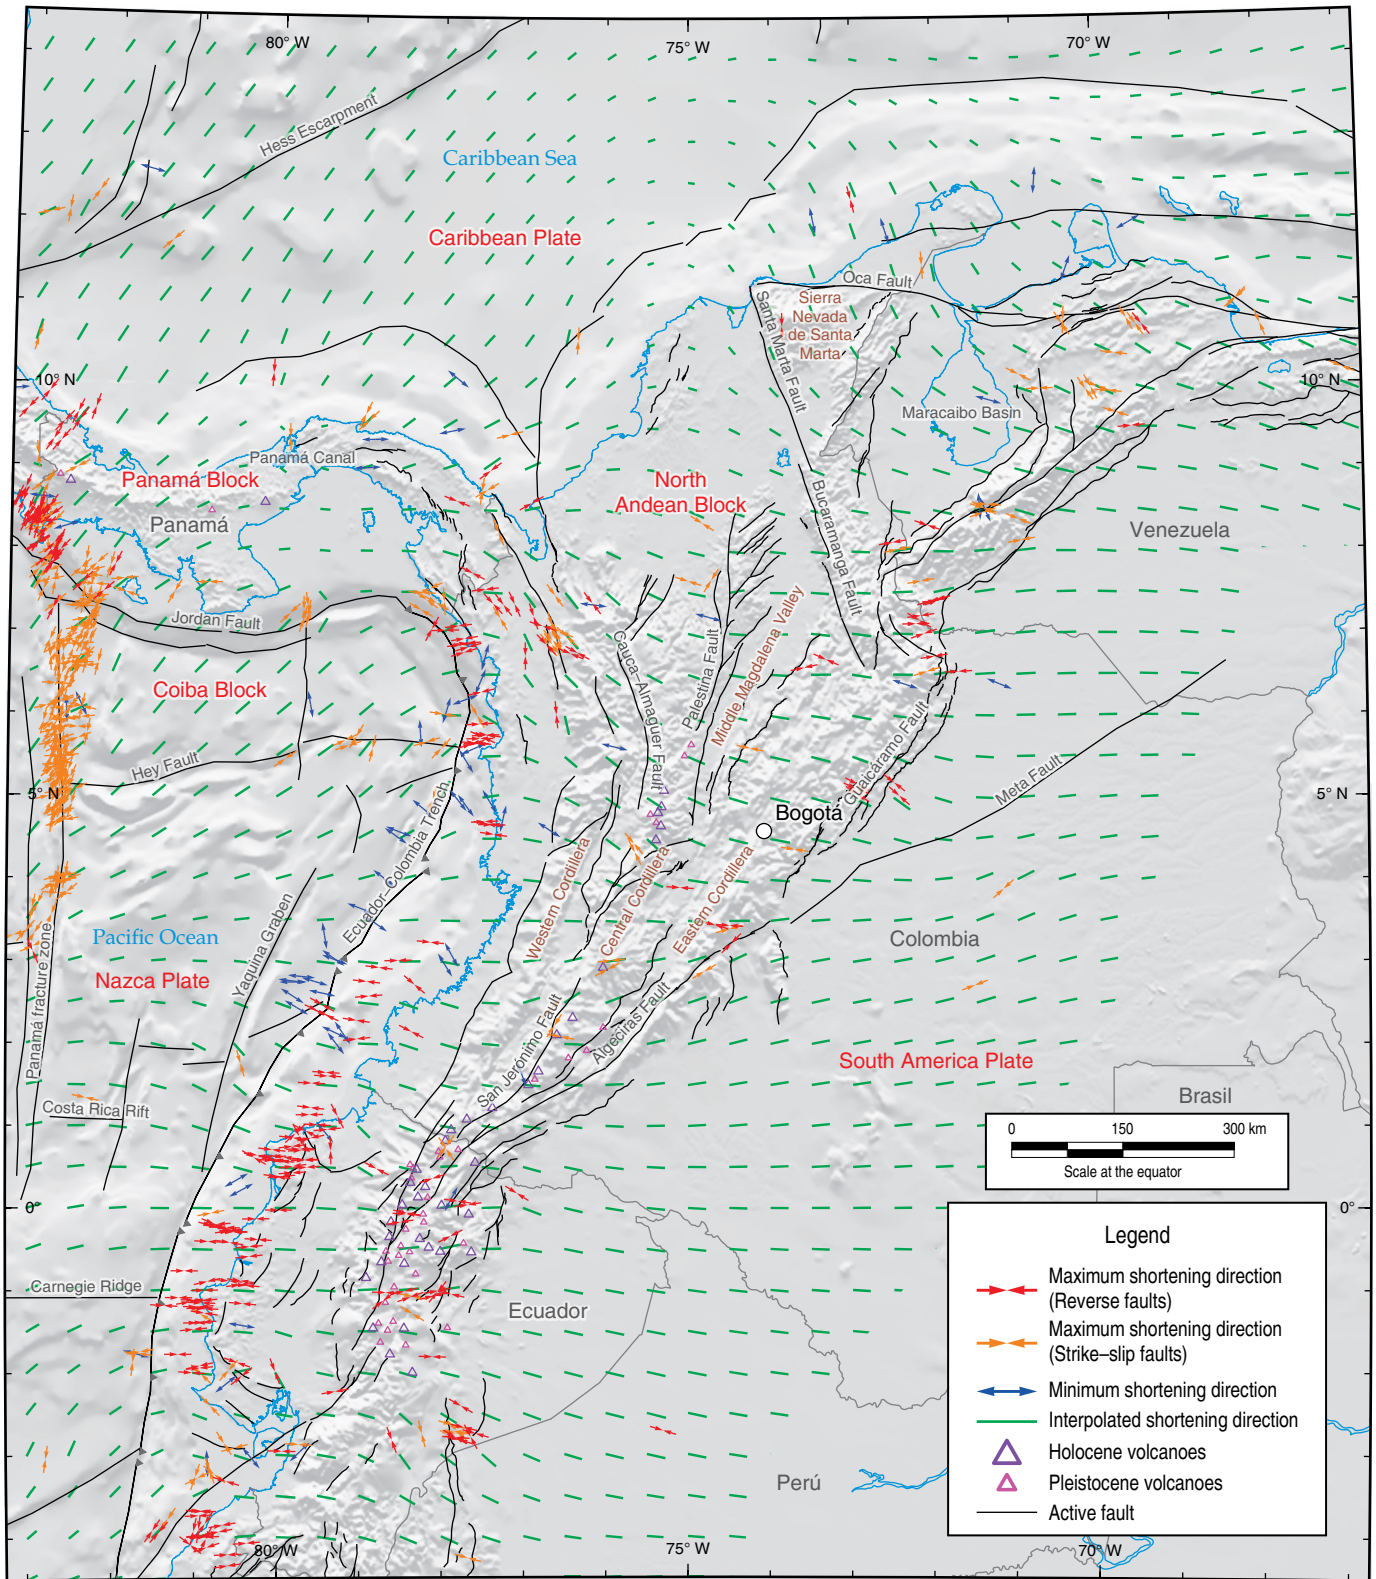 80° W
75° W
70° W
Hess Escarpment
Caribbean Sea
Caribbean Plate
Oca Fault
Sierra
Nevada
de Santa
Marta
Santa Marta Fault
10° N
10° N
Maracaibo Basin
Panamá Canal
Panamá Block
Panamá
North
Andean Block
Bucaramanga Fault
Venezuela
Jordan Fault
Coiba Block
Cauca–Almaguer Fault
Palestina Fault
Middle Magdalena Valley
Hey Fault
Guaicáramo Fault
Meta Fault
5° N
5° N
Bogotá
Ecuador–Colombia Trench
Western Cordillera
Central Cordillera
Eastern Cordillera
Yaquina Graben
Pacific Ocean
Nazca Plate
Panamá fracture zone
Colombia
San Jerónimo Fault
Algeciras Fault
South America Plate
Costa Rica Rift
Brasil
0
150
300 km
Scale at the equator
0°
0°
Carnegie Ridge
Ecuador
Perú
Legend
Maximum shortening direction
(Reverse faults)
Maximum shortening direction
(Strike–slip faults)
Minimum shortening direction
Interpolated shortening direction
Holocene volcanoes
Pleistocene volcanoes
Active fault
80° W
75° W
70° W